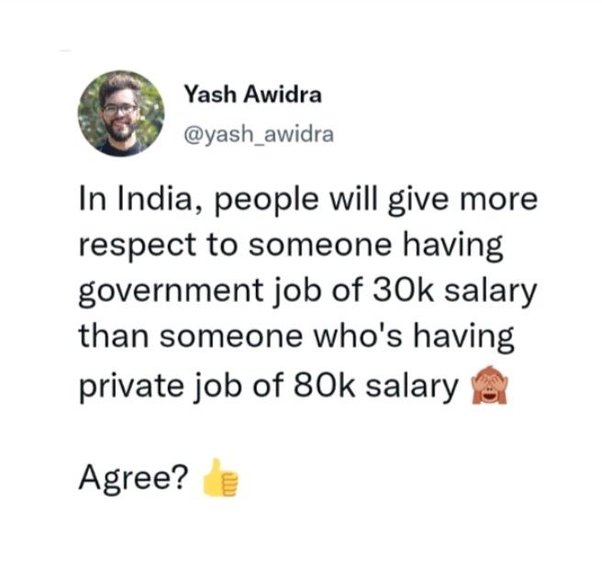 Yash Awidra
@yash_awidra
In India, people will give more
respect to someone having
government job of 30k salary
than someone who's having
private job of 80k salary 🙈
Agree? 👍